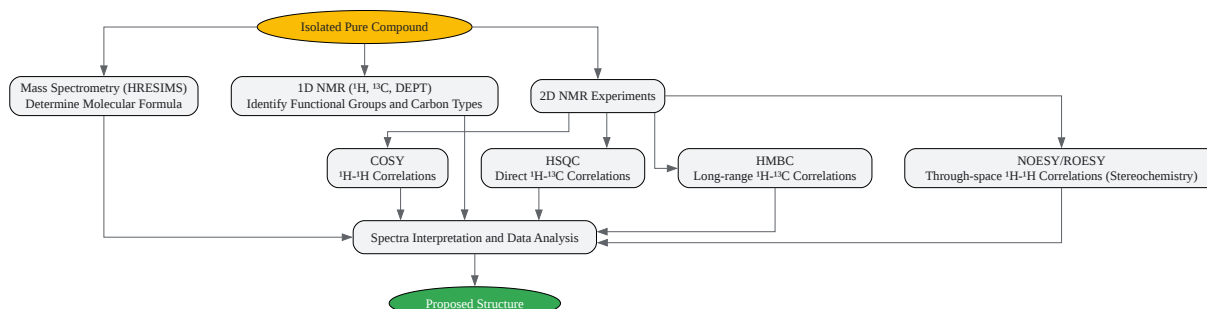 Isolated Pure Compound
Mass Spectrometry (HRESIMS)
Determine Molecular Formula
1D NMR (¹H, ¹³C, DEPT)
Identify Functional Groups and Carbon Types
2D NMR Experiments
COSY
¹H-¹H Correlations
HSQC
Direct ¹H-¹³C Correlations
HMBC
Long-range ¹H-¹³C Correlations
NOESY/ROESY
Through-space ¹H-¹H Correlations (Stereochemistry)
Spectra Interpretation and Data Analysis
Proposed Structure